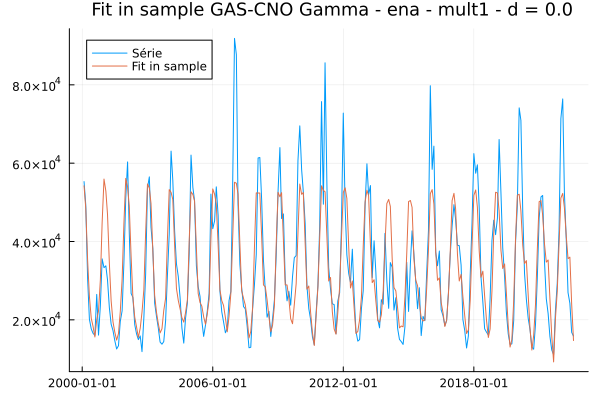 Fit in sample GAS-CNO Gamma - ena - mult1 - d = 0.0
Série
Fit in sample
8.0×10⁴
6.0×10⁴
4.0×10⁴
2.0×10⁴
2000-01-01 2006-01-01 2012-01-01 2018-01-01